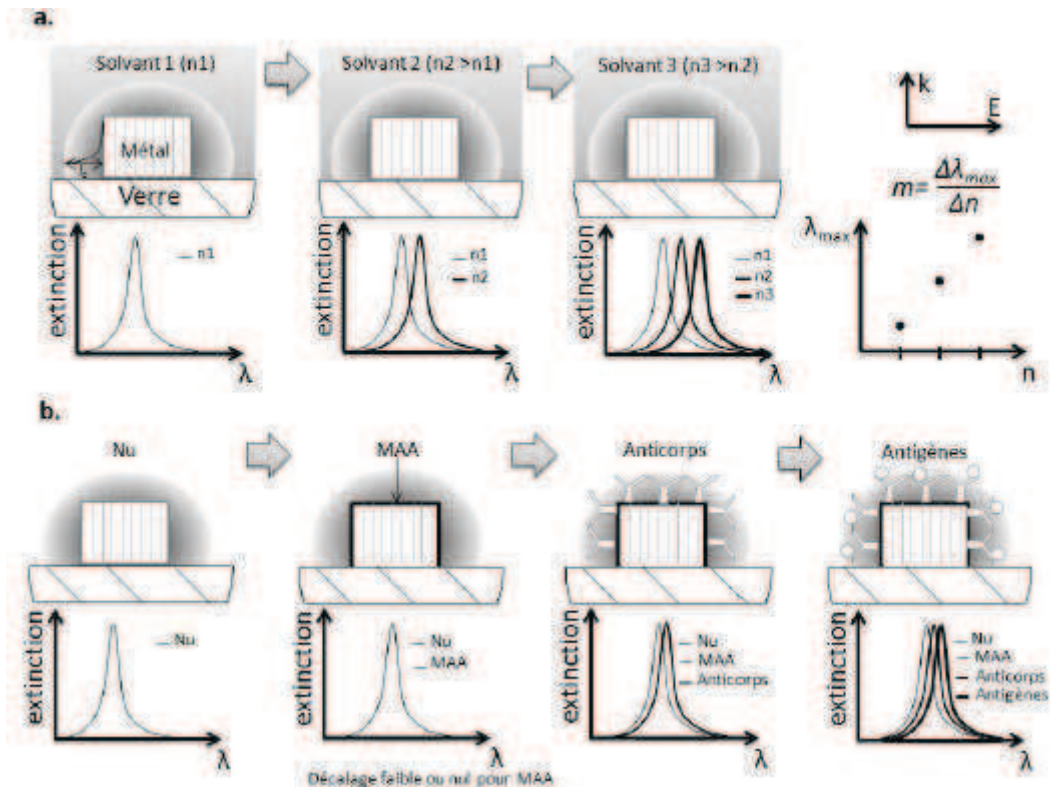 a.
Solvant 1 (n1)
Solvant 2 (n2 >n1)
Solvant 3 (n3 >n2)
k
E
Métal
Verre
m= Δλmax
Δn
extinction
n1
λ
extinction
n1
n2
λ
extinction
n1
n2
n3
λ
λmax
n
b.
Nu
MAA
Anticorps
Antigènes
extinction
Nu
λ
extinction
Nu
MAA
λ
extinction
Nu
MAA
Anticorps
λ
extinction
Nu
MAA
Anticorps
Antigènes
λ
Décalage faible ou nul pour MAA